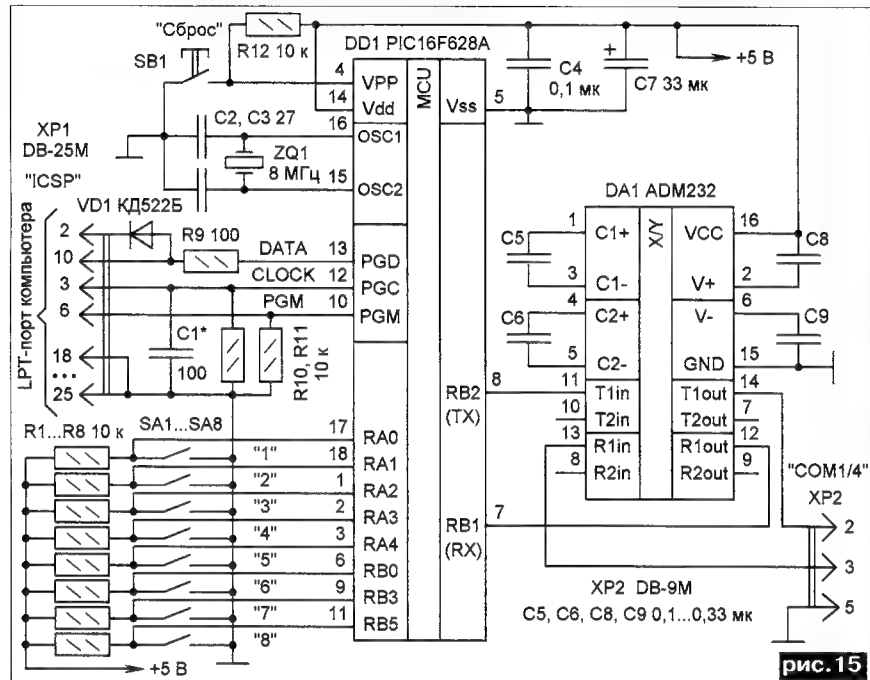 "Сброс"
R12 10 к
SB1
DD1 PIC16F628A
4
VPP
14
Vdd
MCU
Vss
5
C4
0,1 мк
+
C7 33 мк
+5 В
XP1
DB-25M
"ICSP"
C2, C3 27
16
OSC1
ZQ1
8 МГц
15
OSC2
LPT-порт компьютера
VD1 КД522Б
2
10
3
6
18
...
25
R9 100
DATA
13
PGD
CLOCK
12
PGC
PGM
10
PGM
C1*
100
R10, R11
10 к
DA1 ADM232
X/Y
1
C1+
C5
3
C1-
4
C2+
C6
5
C2-
16
VCC
C8
2
V+
6
V-
C9
15
GND
8
RB2
(TX)
11
T1in
10
T2in
13
R1in
8
R2in
14
T1out
7
T2out
12
R1out
9
R2out
7
RB1
(RX)
"COM1/4"
XP2
2
3
5
R1...R8 10 к
SA1...SA8
17
RA0
"1"
18
RA1
"2"
1
RA2
"3"
2
RA3
"4"
3
RA4
"5"
6
RB0
"6"
9
RB3
"7"
11
RB5
"8"
+5 В
XP2 DB-9M
C5, C6, C8, C9 0,1...0,33 мк
рис.15